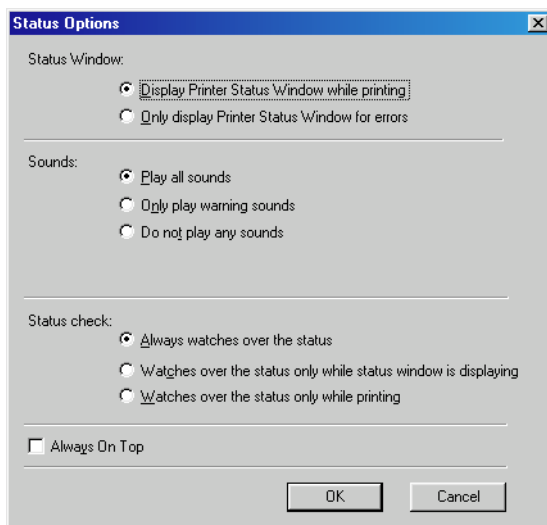 Status Options
Status Window:
Display Printer Status Window while printing
Only display Printer Status Window for errors
Sounds:
Play all sounds
Only play warning sounds
Do not play any sounds
Status check:
Always watches over the status
Watches over the status only while status window is displaying
Watches over the status only while printing
Always On Top
OK Cancel